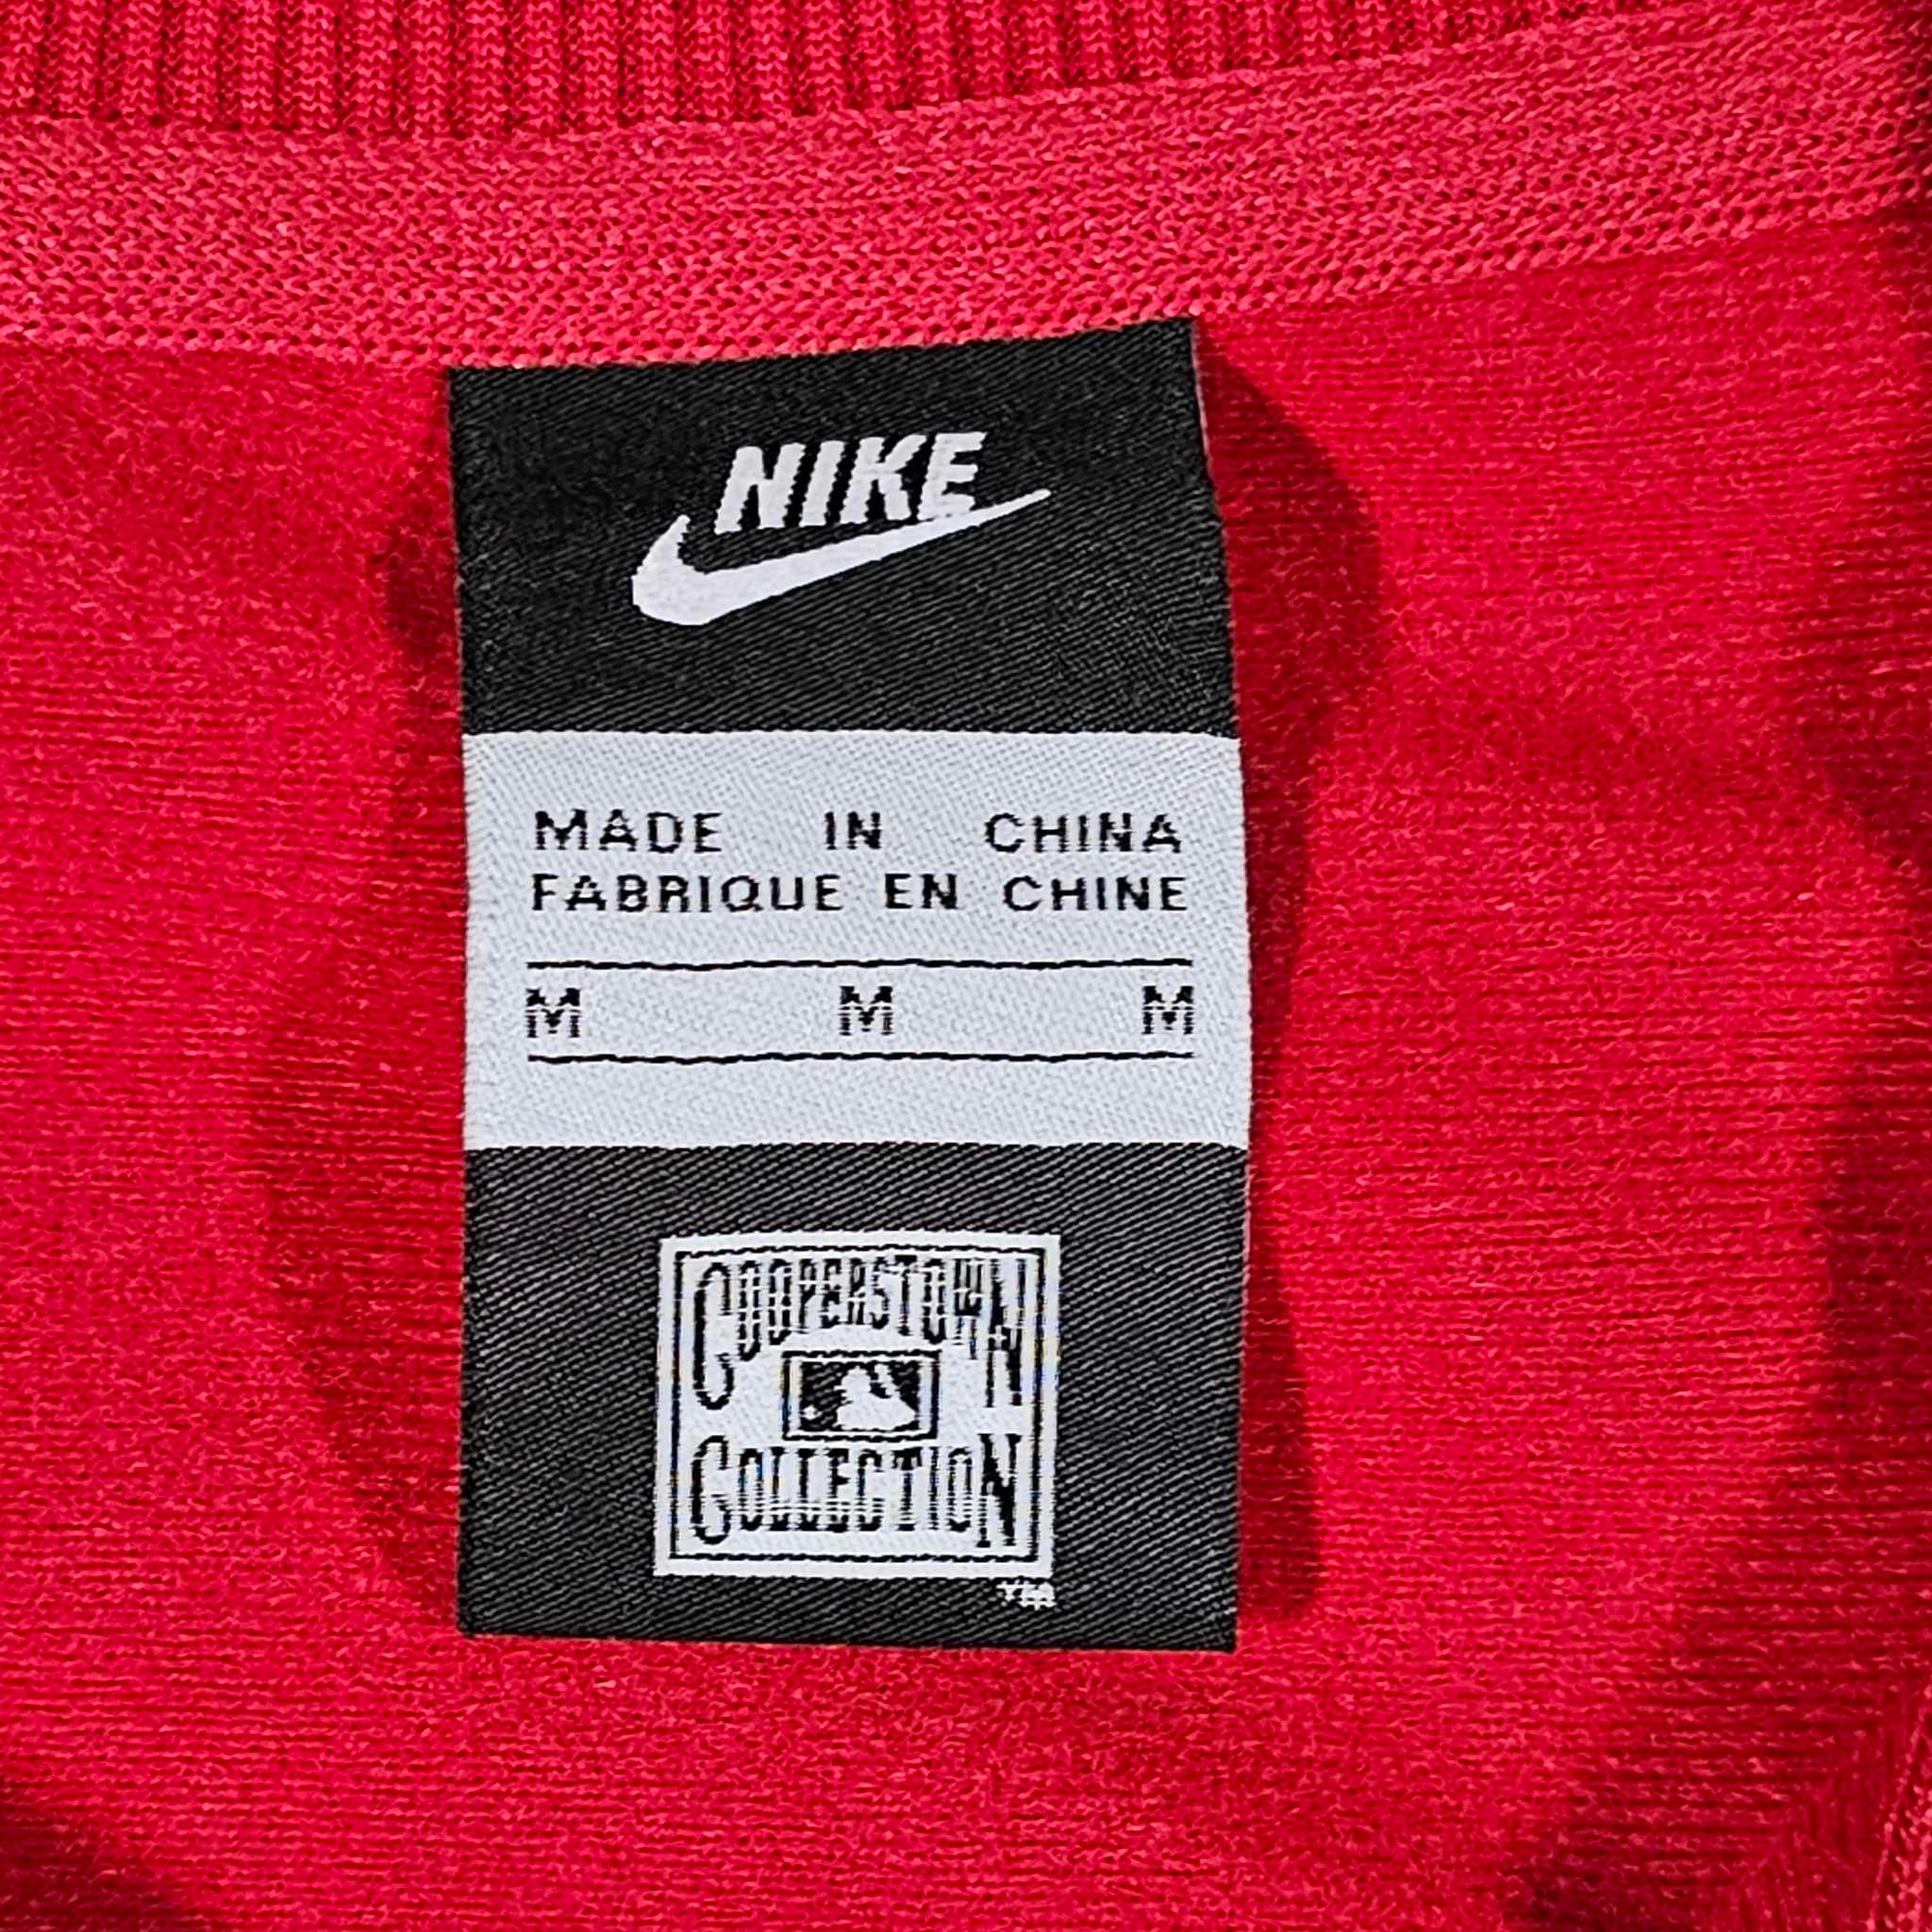 NIKE
MADE IN CHINA
FABRIQUE EN CHINE
M M M
COOPERSTOWN
COLLECTION
TM